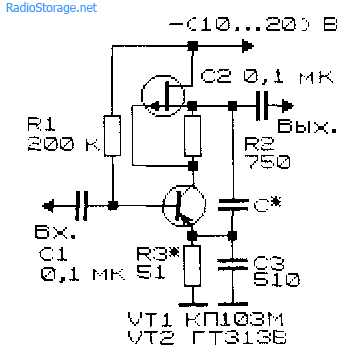 RadioStorage.net
-(10...20) В
C2 0,1 мк
R1
200 к
Вых.
R2
750
C*
Вх.
C1
0,1 мк
R3*
51
C3
510
VT1 КП103М
VT2 ГТ313В